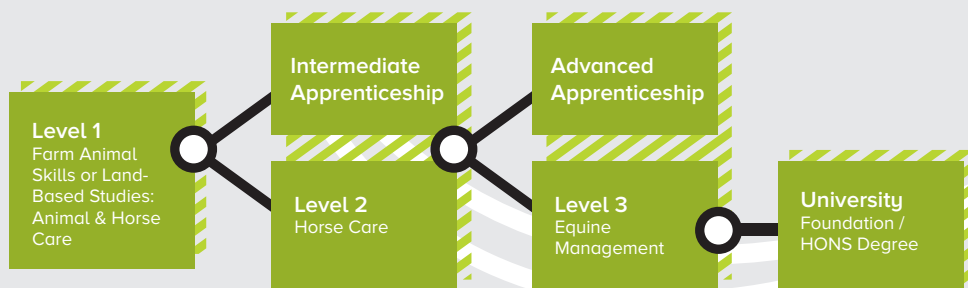 Level 1
Farm Animal
Skills or Land-
Based Studies:
Animal & Horse
Care
Intermediate
Apprenticeship
Level 2
Horse Care
Advanced
Apprenticeship
Level 3
Equine
Management
University
Foundation /
HONS Degree